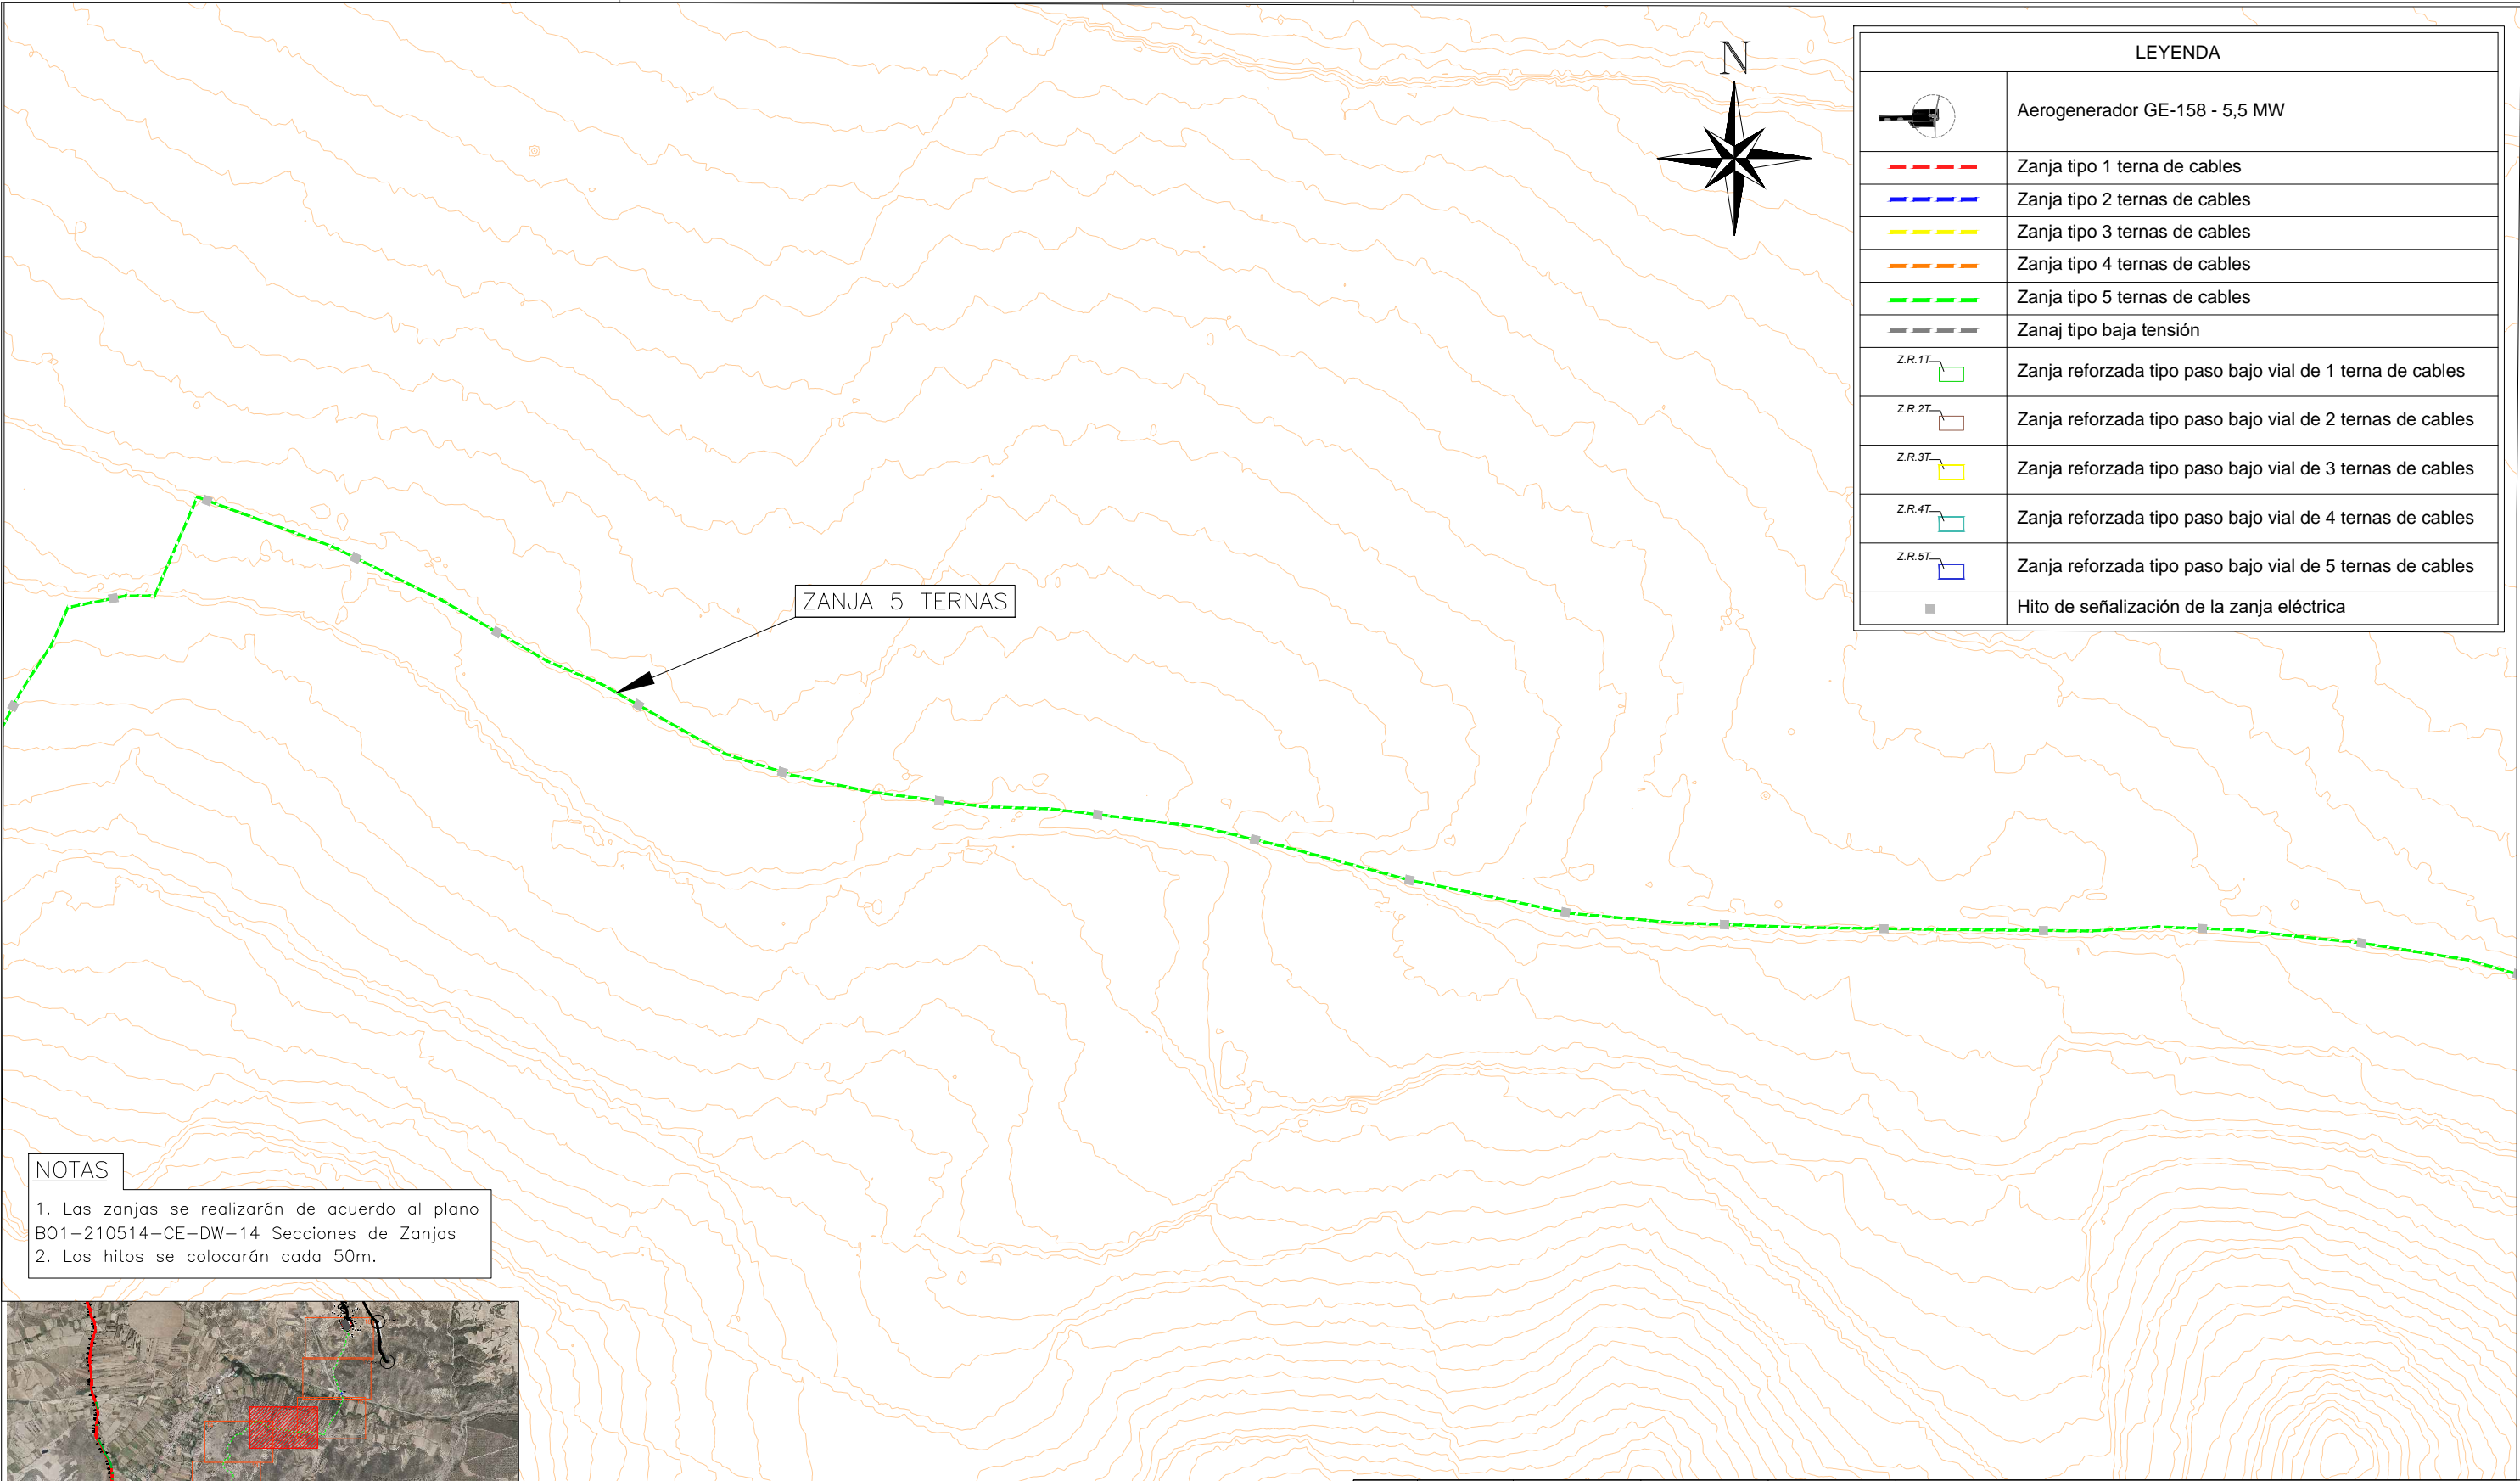 N
LEYENDA
Aerogenerador GE-158 - 5,5 MW
Zanja tipo 1 terna de cables
Zanja tipo 2 ternas de cables
Zanja tipo 3 ternas de cables
Zanja tipo 4 ternas de cables
Zanja tipo 5 ternas de cables
Zanaj tipo baja tensión
Z.R.1T
Zanja reforzada tipo paso bajo vial de 1 terna de cables
Z.R.2T
Zanja reforzada tipo paso bajo vial de 2 ternas de cables
Z.R.3T
Zanja reforzada tipo paso bajo vial de 3 ternas de cables
Z.R.4T
Zanja reforzada tipo paso bajo vial de 4 ternas de cables
Z.R.5T
Zanja reforzada tipo paso bajo vial de 5 ternas de cables
Hito de señalización de la zanja eléctrica
ZANJA 5 TERNAS
NOTAS
1. Las zanjas se realizarán de acuerdo al plano
BO1-210514-CE-DW-14 Secciones de Zanjas
2. Los hitos se colocarán cada 50m.